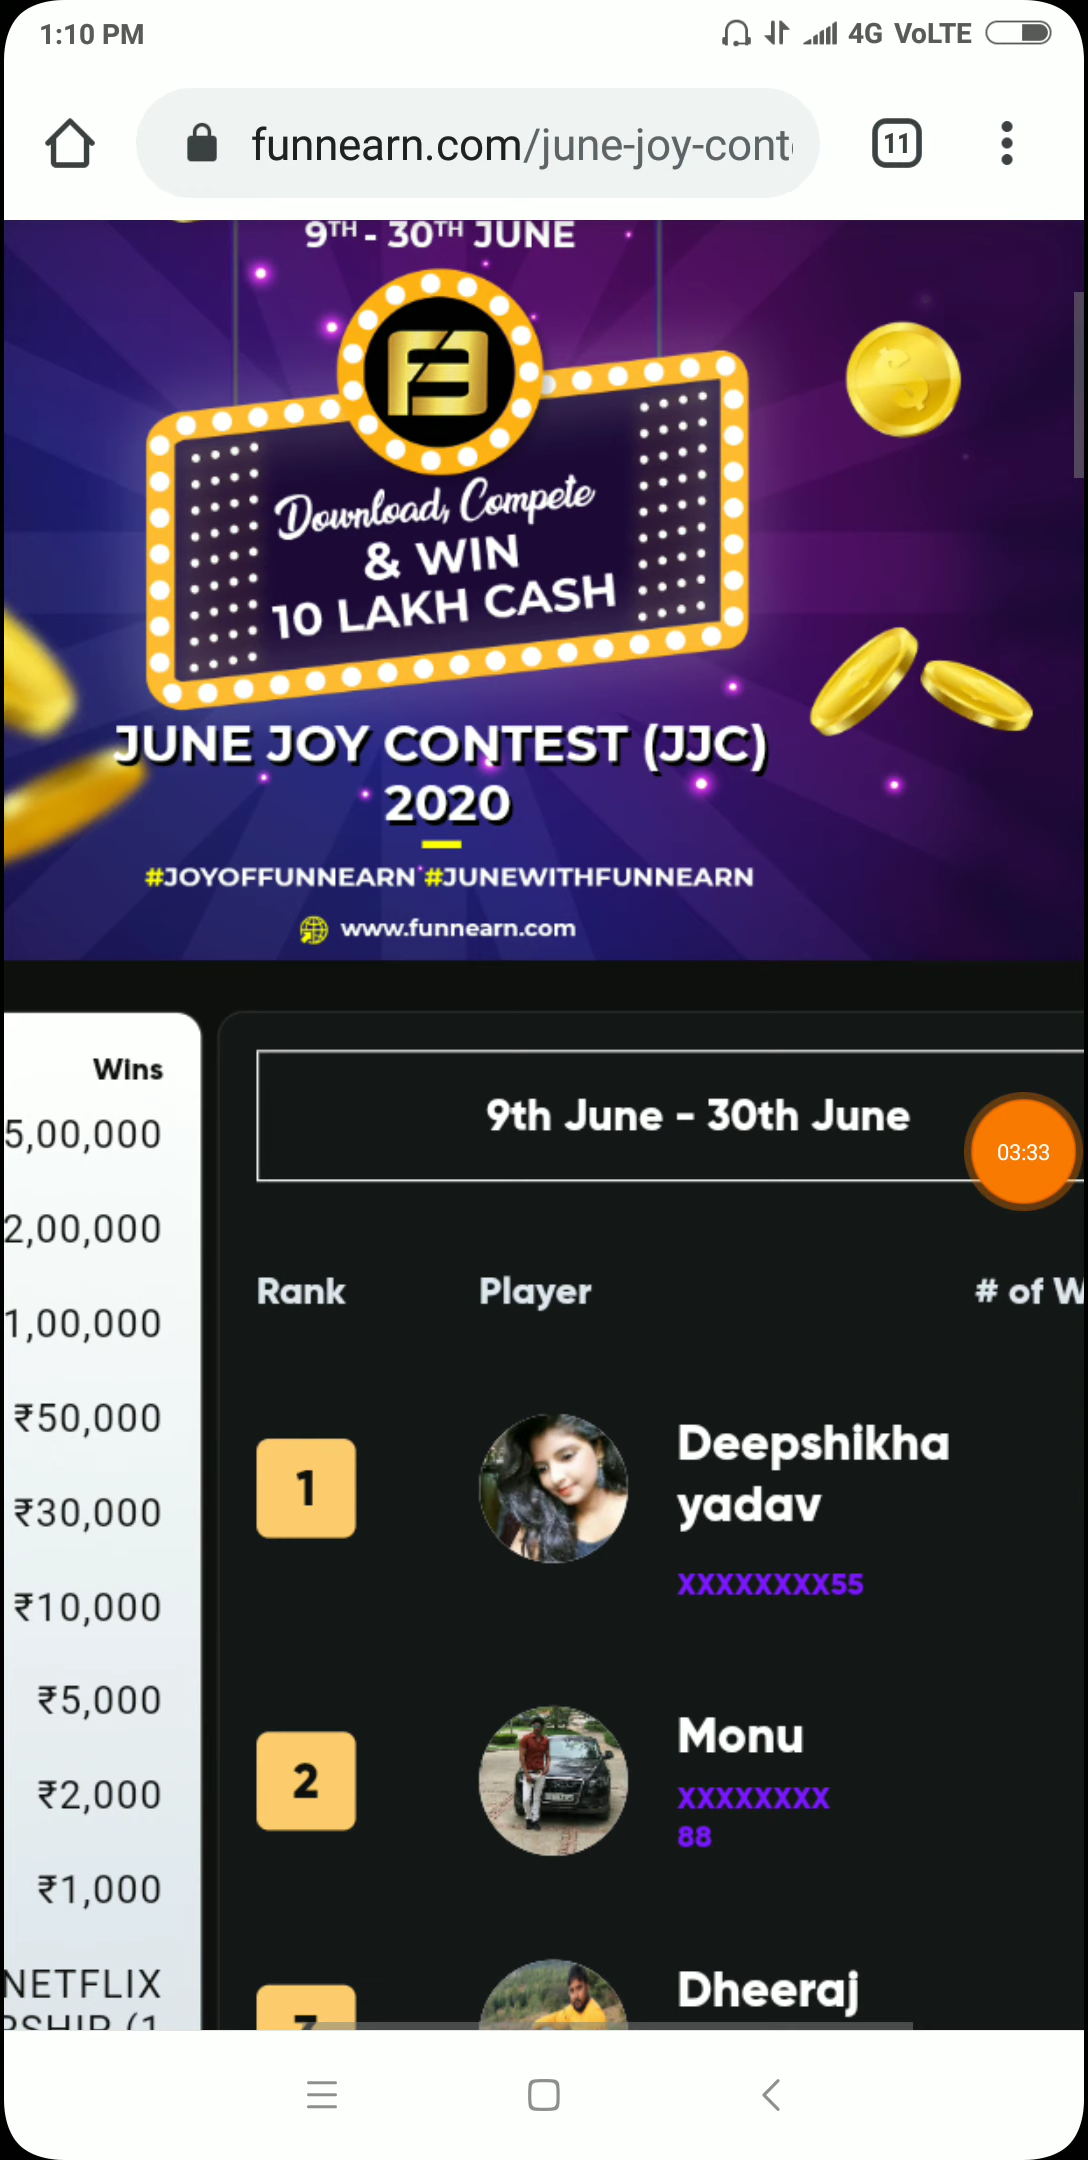 1:10 PM
4G VoLTE
funnearn.com/june-joy-cont
11
9TH - 30TH JUNE
Download, Compete
& WIN
10 LAKH CASH
JUNE JOY CONTEST (JJC)
2020
#JOYOFFUNNEARN #JUNEWITHFUNNEARN
www.funnearn.com
Wins
5,00,000
2,00,000
1,00,000
₹50,000
₹30,000
₹10,000
₹5,000
₹2,000
₹1,000
NETFLIX
9th June - 30th June
03:33
Rank Player # of W
1
Deepshikha
yadav
XXXXXXXX55
2
Monu
XXXXXXXX
88
Dheeraj